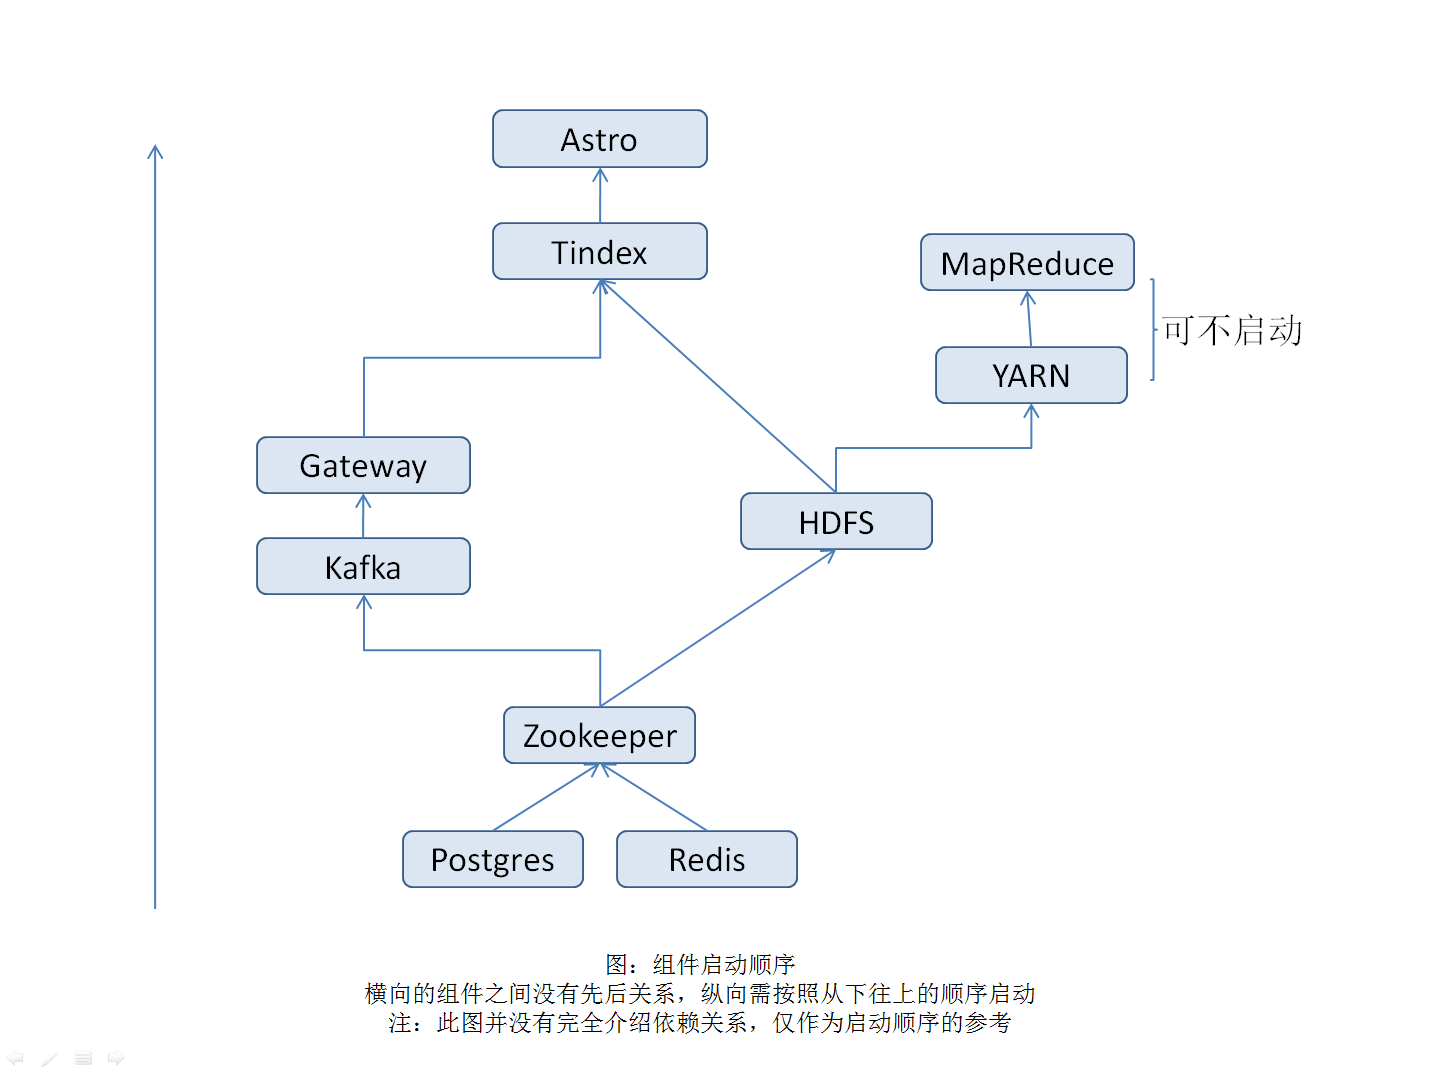 Astro
Tindex
MapReduce
可不启动
YARN
Gateway
HDFS
Kafka
Zookeeper
Postgres
Redis
图：组件启动顺序
横向的组件之间没有先后关系，纵向需按照从下往上的顺序启动
注：此图并没有完全介绍依赖关系，仅作为启动顺序的参考